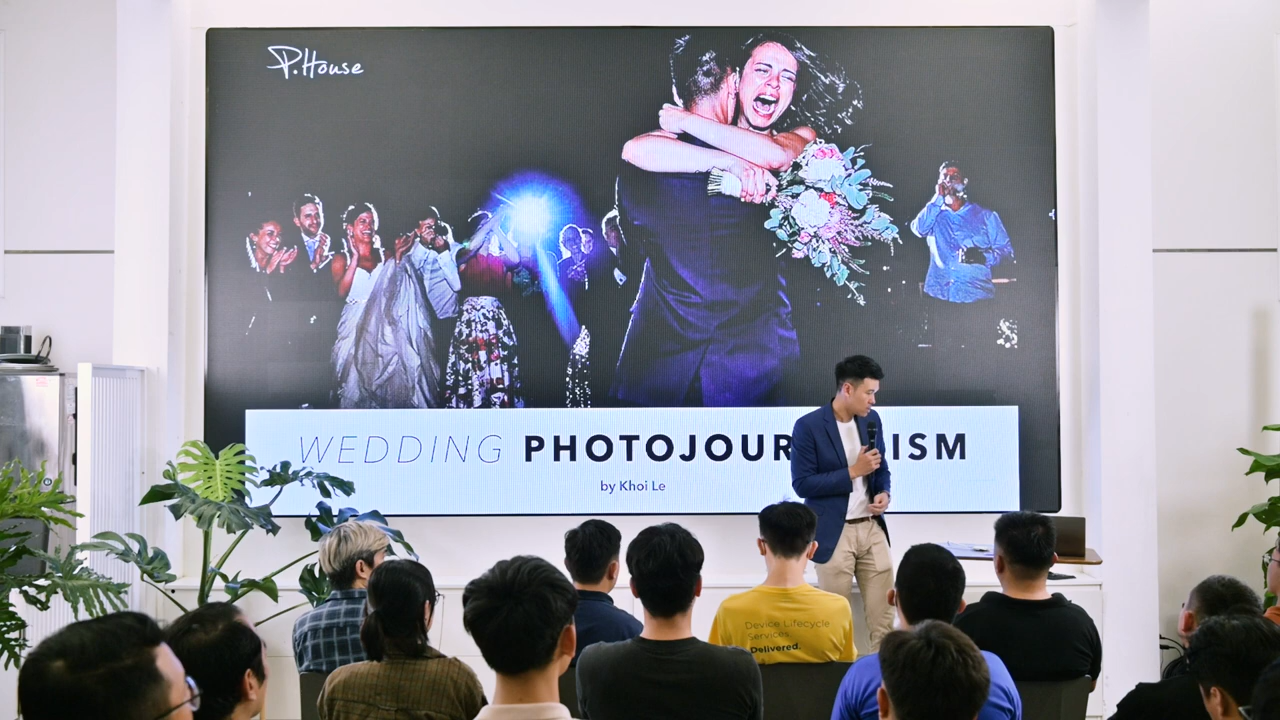 P.House
WEDDING PHOTOJOUR ISM
by Khoi Le
Device Lifecycle
Services.
Delivered.